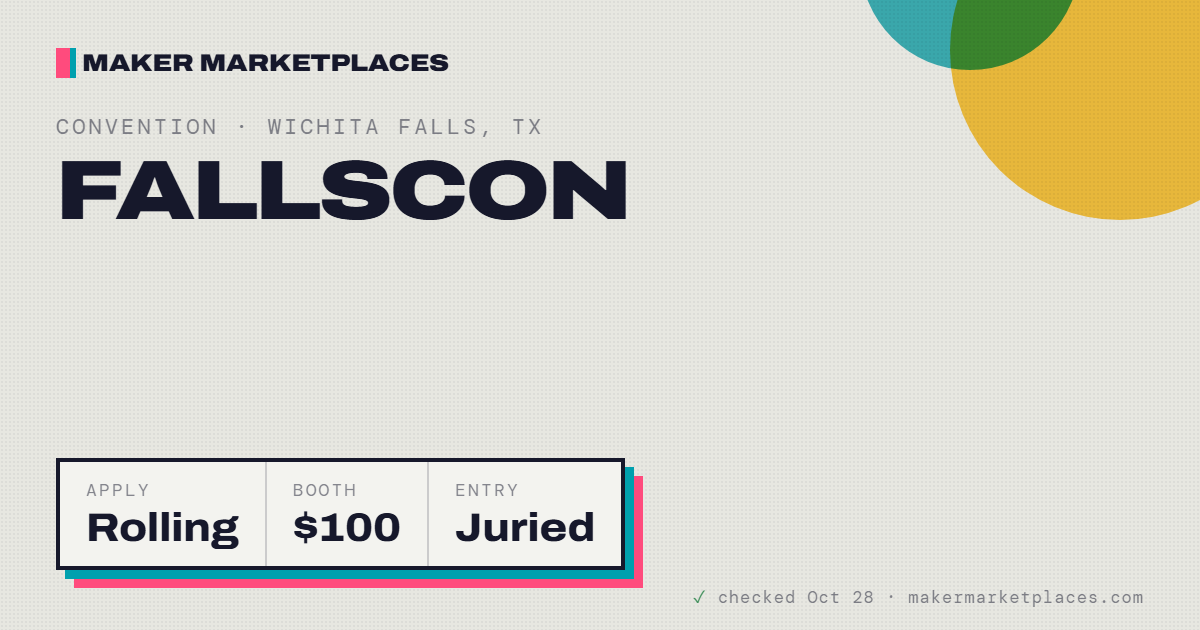 MAKER MARKETPLACES
CONVENTION · WICHITA FALLS, TX
FALLSCON
APPLY BOOTH ENTRY
Rolling $100 Juried
✓ checked Oct 28 · makermarketplaces.com